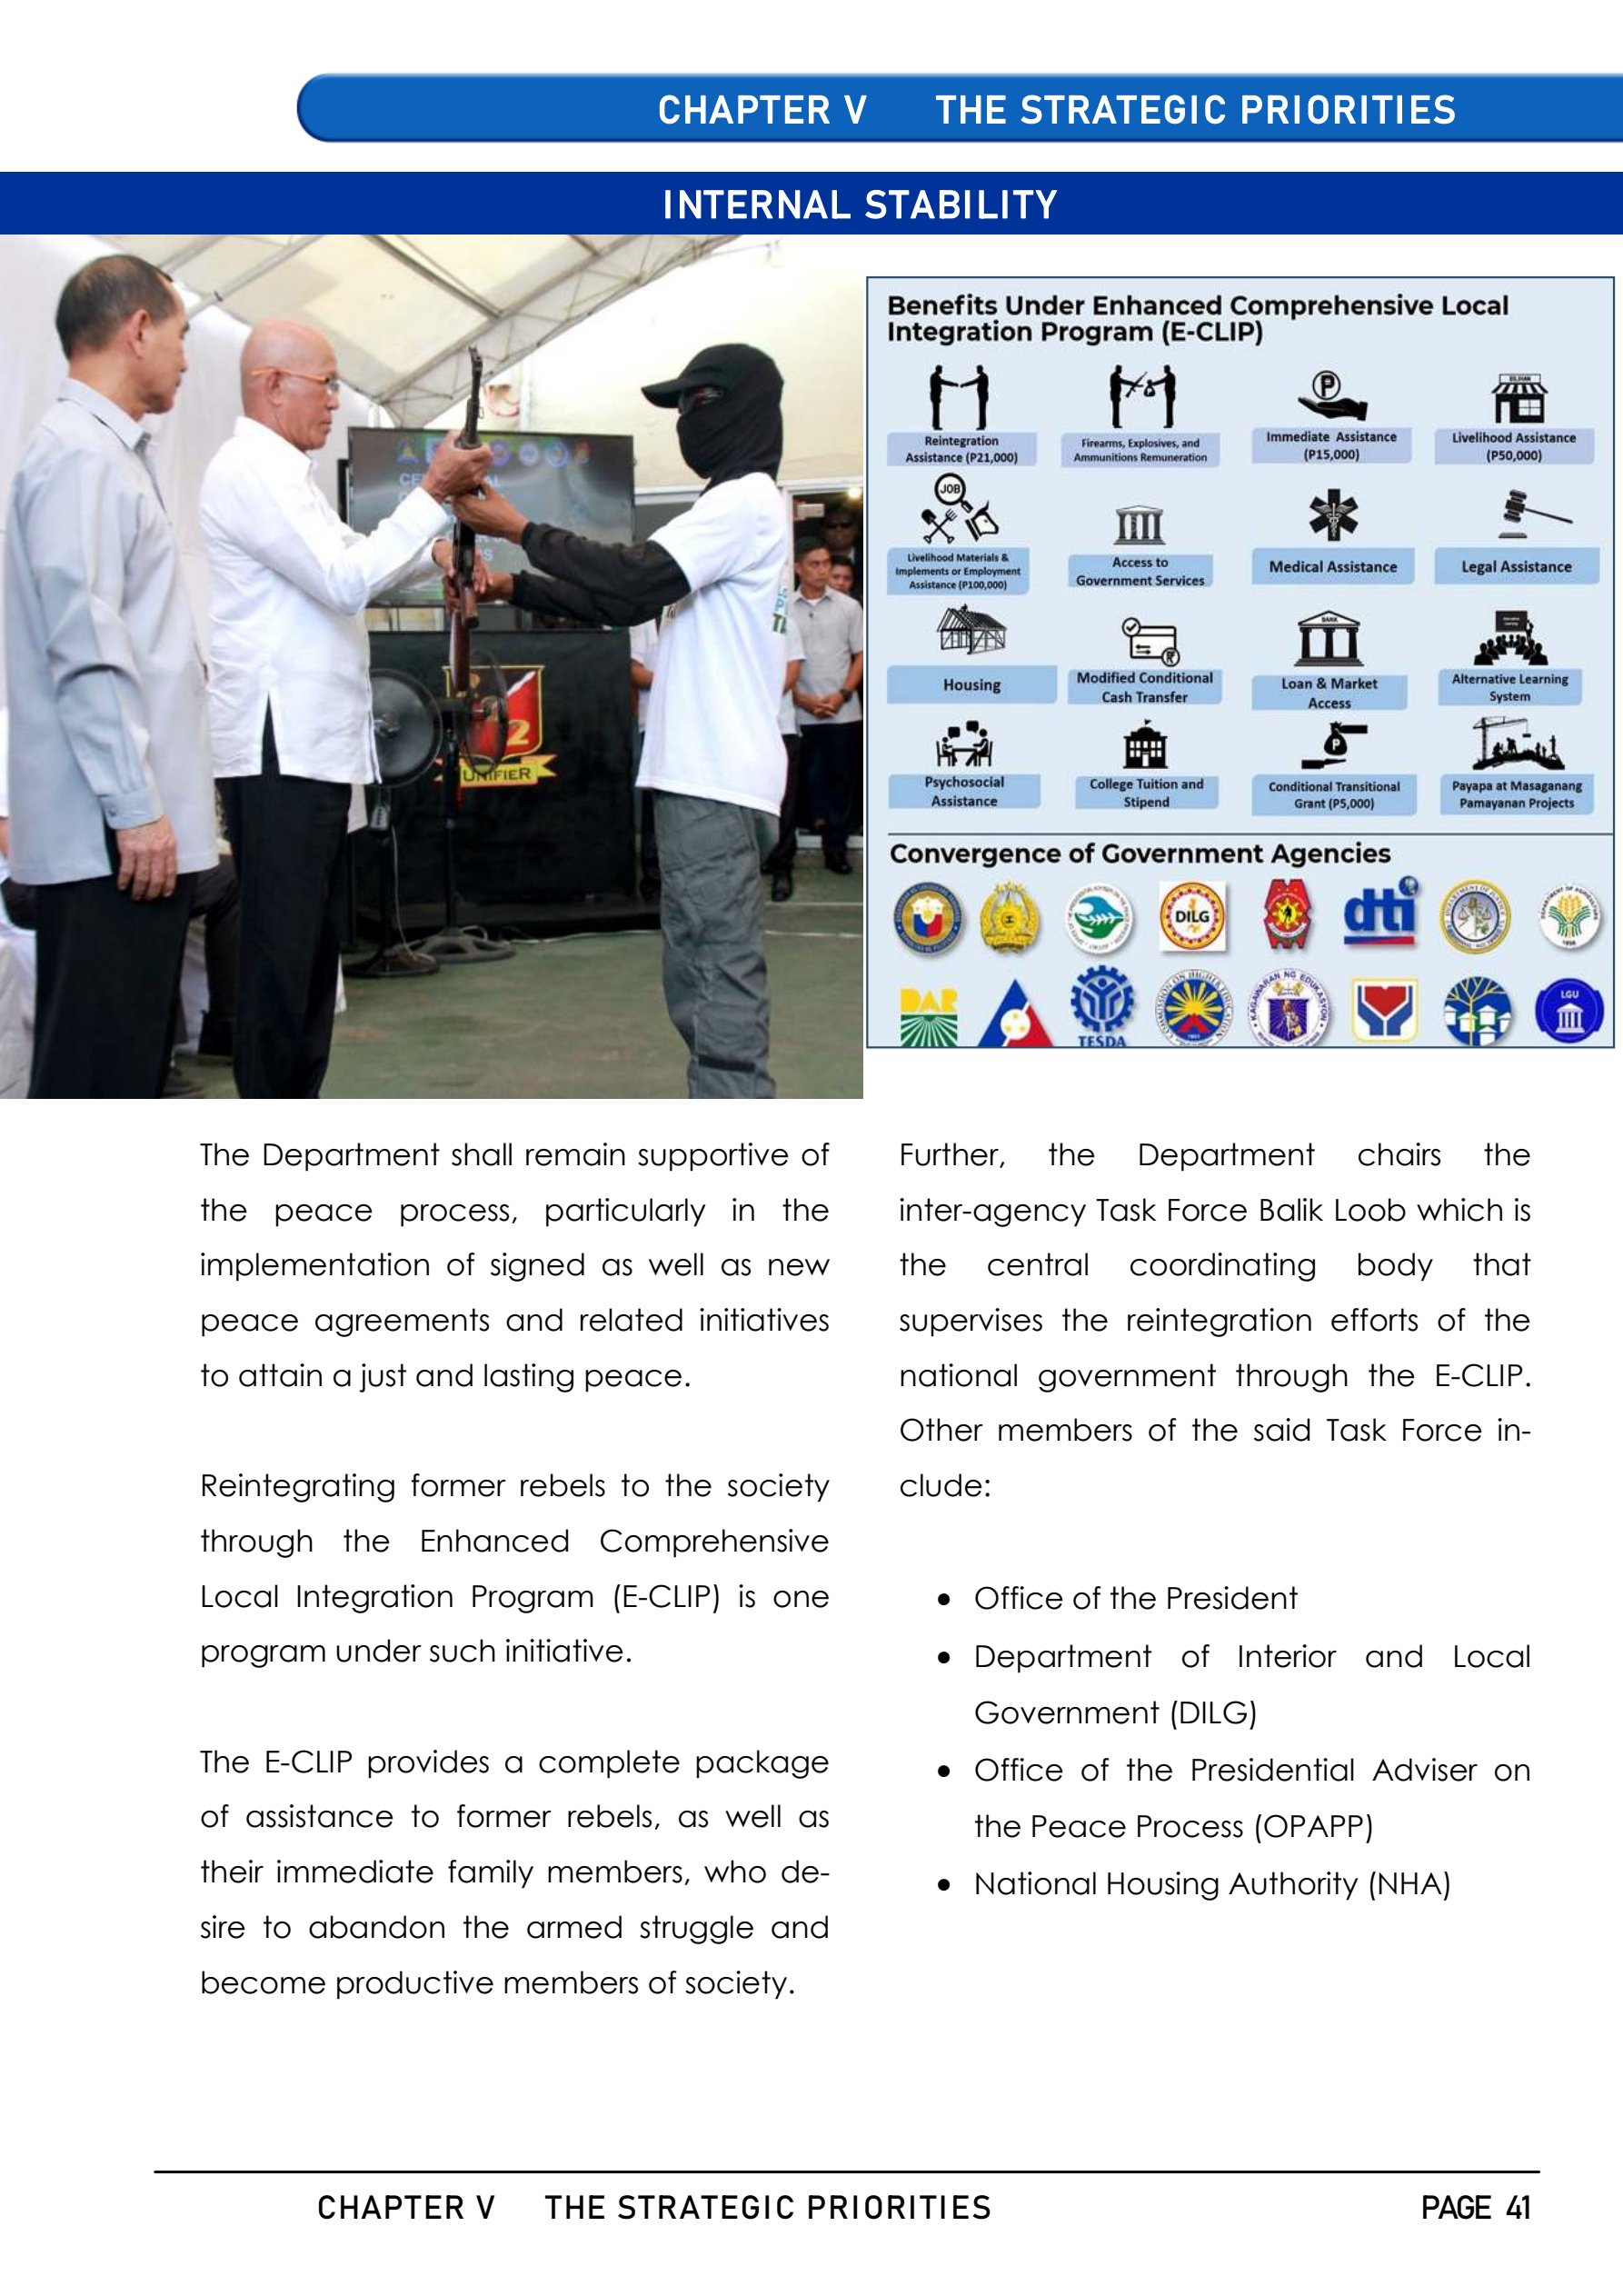 CHAPTER V THE STRATEGIC PRIORITIES
INTERNAL STABILITY
UNIFIER
Benefits Under Enhanced Comprehensive Local
Integration Program (E-CLIP)
Reintegration
Assistance (P21,000)
Firearms, Explosives, and
Ammunitions Remuneration
P
Immediate Assistance
(P15,000)
Livelihood Assistance
(P50,000)
JOB
Livelihood Materials &
Implements or Employment
Assistance (P100,000)
Access to
Government Services
Medical Assistance
Legal Assistance
Housing
Modified Conditional
Cash Transfer
BANK
Loan & Market
Access
Alternative Learning
System
Psychosocial
Assistance
College Tuition and
Stipend
P
Conditional Transitional
Grant (P5,000)
Payapa at Masaganang
Pamayanan Projects
Convergence of Government Agencies
DILG
dti
DAR
TESDA
KAGAWARAN NG EDUKASYON
LGU
The Department shall remain supportive of
the peace process, particularly in the
implementation of signed as well as new
peace agreements and related initiatives
to attain a just and lasting peace.
Reintegrating former rebels to the society
through the Enhanced Comprehensive
Local Integration Program (E-CLIP) is one
program under such initiative.
The E-CLIP provides a complete package
of assistance to former rebels, as well as
their immediate family members, who de-
sire to abandon the armed struggle and
become productive members of society.
Further, the Department chairs the
inter-agency Task Force Balik Loob which is
the central coordinating body that
supervises the reintegration efforts of the
national government through the E-CLIP.
Other members of the said Task Force in-
clude:
• Office of the President
• Department of Interior and Local
Government (DILG)
• Office of the Presidential Adviser on
the Peace Process (OPAPP)
• National Housing Authority (NHA)
CHAPTER V THE STRATEGIC PRIORITIES PAGE 41